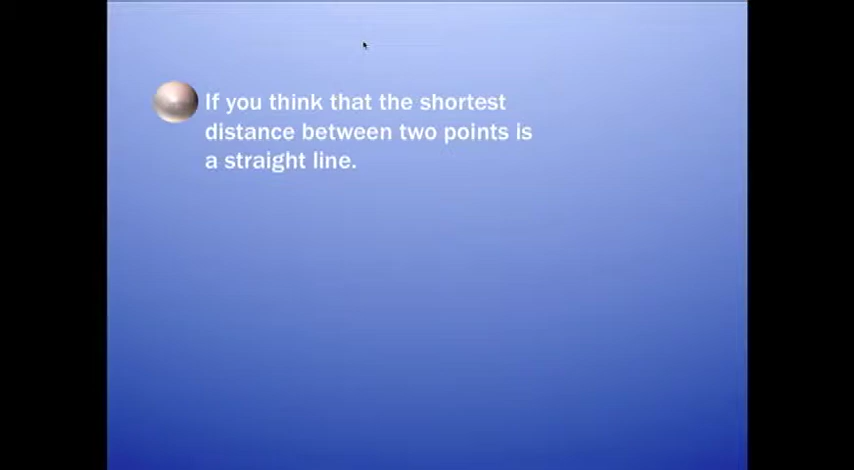 If you think that the shortest
distance between two points is
a straight line.